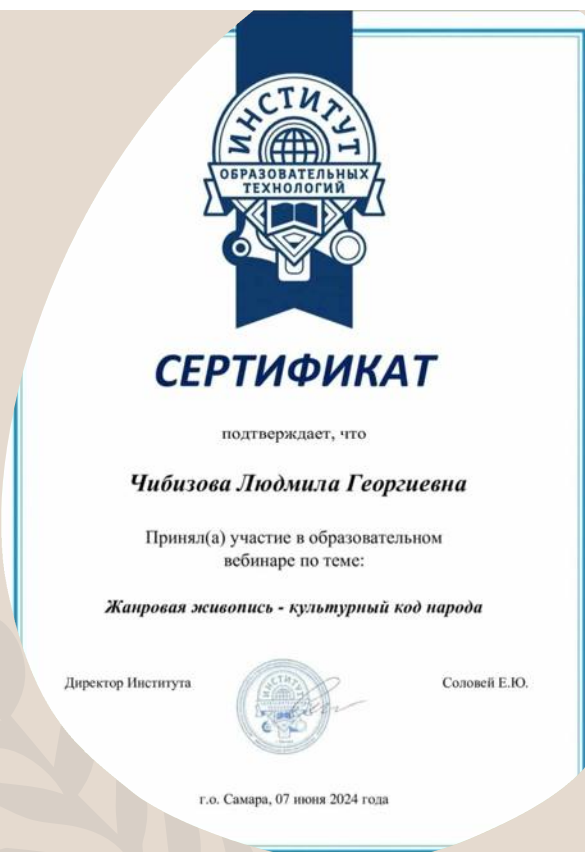 ИНСТИТУТ
ОБРАЗОВАТЕЛЬНЫХ
ТЕХНОЛОГИЙ
СЕРТИФИКАТ
подтверждает, что
Чибизова Людмила Георгиевна
Принял(а) участие в образовательном
вебинаре по теме:
Жанровая живопись - культурный код народа
Директор Института
ИНСТИТУТ
Соловей Е.Ю.
г.о. Самара, 07 июня 2024 года